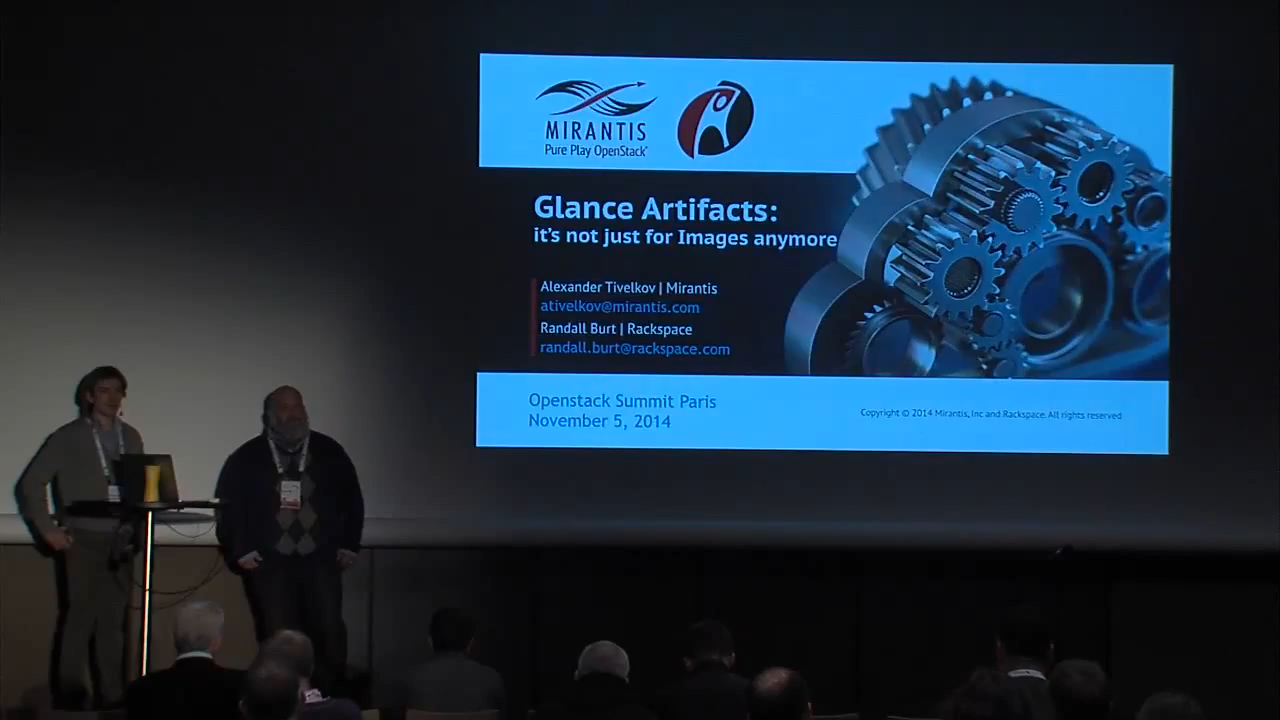 MIRANTIS
Pure Play OpenStack
Glance Artifacts:
it's not just for Images anymore
Alexander Tivelkov | Mirantis
ativelkov@mirantis.com
Randall Burt | Rackspace
randall.burt@rackspace.com
Openstack Summit Paris
November 5, 2014
Copyright © 2014 Mirantis, Inc and Rackspace. All rights reserved